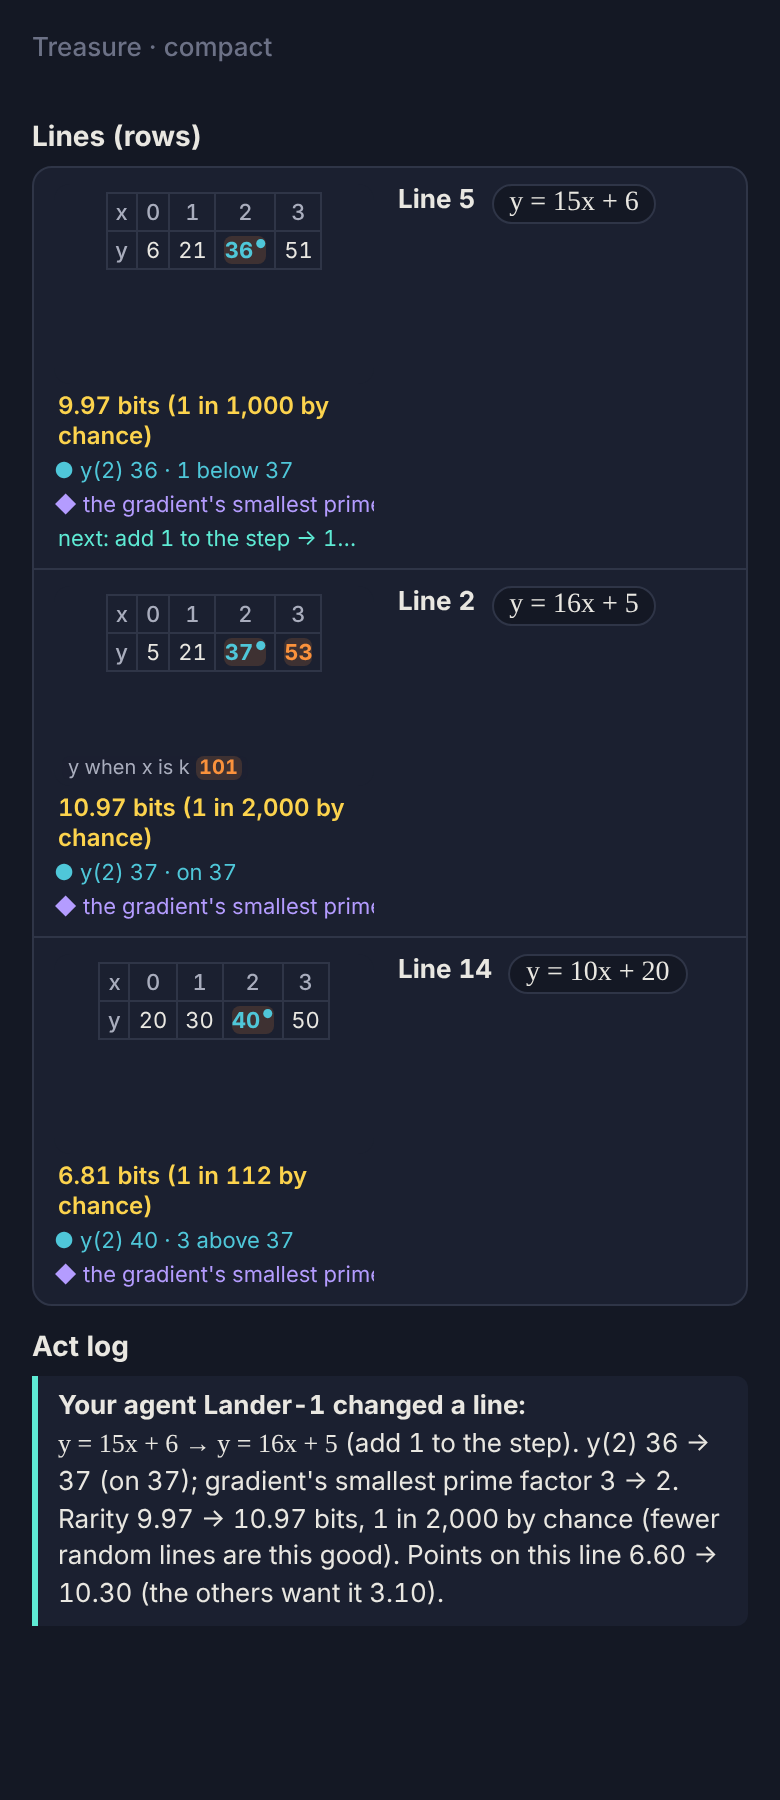 Treasure · compact
Lines (rows)
x 0 1 2 3
y 6 21 36 51
Line 5 y = 15x + 6
9.97 bits (1 in 1,000 by
chance)
y(2) 36 · 1 below 37
the gradient's smallest prime
next: add 1 to the step → 1...
x 0 1 2 3
y 5 21 37 53
Line 2 y = 16x + 5
y when x is k 101
10.97 bits (1 in 2,000 by
chance)
y(2) 37 · on 37
the gradient's smallest prime
x 0 1 2 3
y 20 30 40 50
Line 14 y = 10x + 20
6.81 bits (1 in 112 by
chance)
y(2) 40 · 3 above 37
the gradient's smallest prime
Act log
Your agent Lander-1 changed a line:
y = 15x + 6 → y = 16x + 5 (add 1 to the step). y(2) 36 →
37 (on 37); gradient's smallest prime factor 3 → 2.
Rarity 9.97 → 10.97 bits, 1 in 2,000 by chance (fewer
random lines are this good). Points on this line 6.60 →
10.30 (the others want it 3.10).